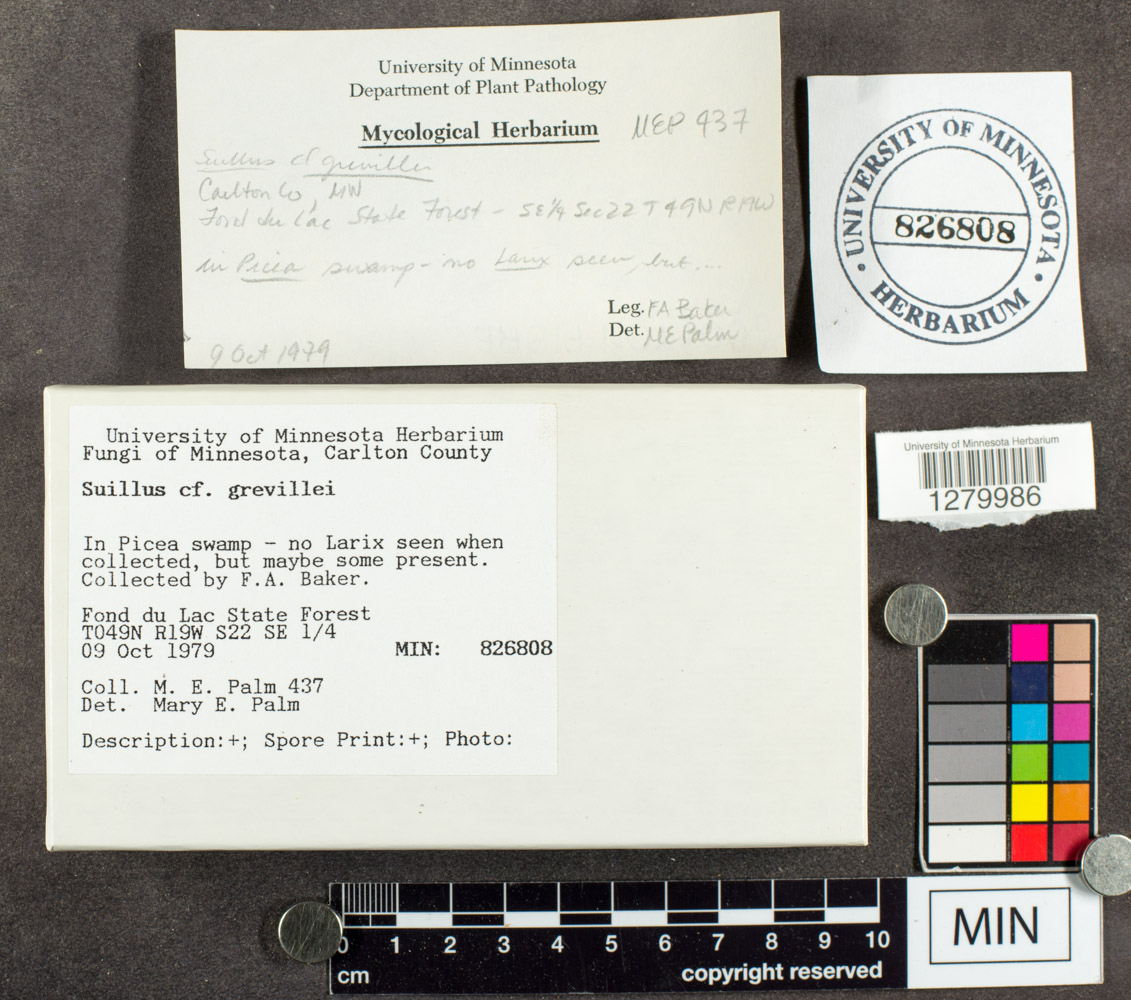 University of Minnesota
Department of Plant Pathology
Mycological Herbarium MEP 437
Suillus cf grevillei
Carlton Co, MN
Fond du Lac State Forest - SE 1/4 Sec 22 T49N R19W
in Picea swamp - no Larix seen, but...
Leg. FA Baker
Det. ME Palm
9 Oct 1979
UNIVERSITY OF MINNESOTA
826808
HERBARIUM
University of Minnesota Herbarium
1279986
University of Minnesota Herbarium
Fungi of Minnesota, Carlton County
Suillus cf. grevillei
In Picea swamp - no Larix seen when
collected, but maybe some present.
Collected by F.A. Baker.
Fond du Lac State Forest
T049N R19W S22 SE 1/4
09 Oct 1979 MIN: 826808
Coll. M. E. Palm 437
Det. Mary E. Palm
Description:+; Spore Print:+; Photo:
0 1 2 3 4 5 6 7 8 9 10
cm copyright reserved
MIN